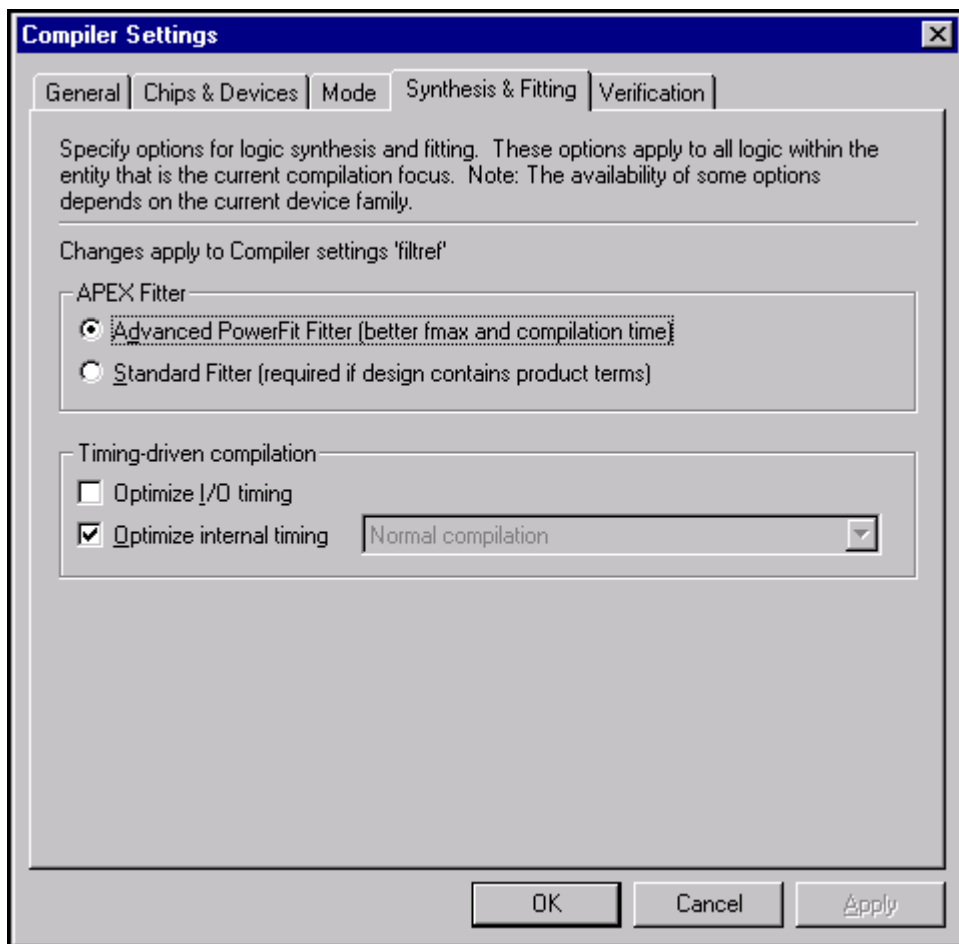 Compiler Settings
General Chips & Devices Mode Synthesis & Fitting Verification
Specify options for logic synthesis and fitting.  These options apply to all logic within the
entity that is the current compilation focus.  Note: The availability of some options
depends on the current device family.
Changes apply to Compiler settings 'filtref'
APEX Fitter
Advanced PowerFit Fitter (better fmax and compilation time)
Standard Fitter (required if design contains product terms)
Timing-driven compilation
Optimize I/O timing
Optimize internal timing Normal compilation
OK Cancel Apply